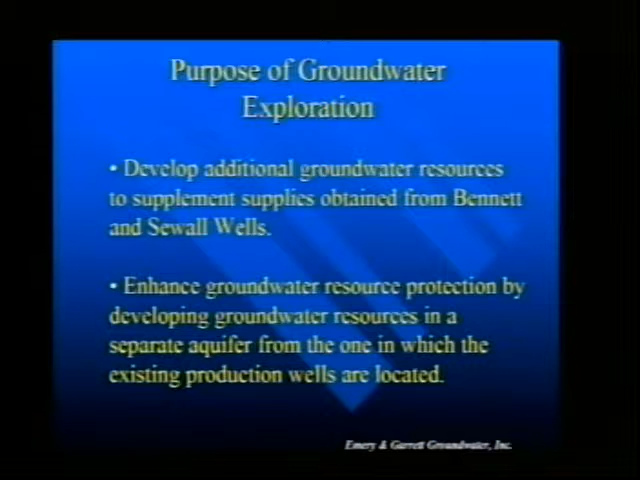 Purpose of Groundwater
Exploration
• Develop additional groundwater resources
to supplement supplies obtained from Bennett
and Sewall Wells.
• Enhance groundwater resource protection by
developing groundwater resources in a
separate aquifer from the one in which the
existing production wells are located.
Emery & Garrett Groundwater, Inc.